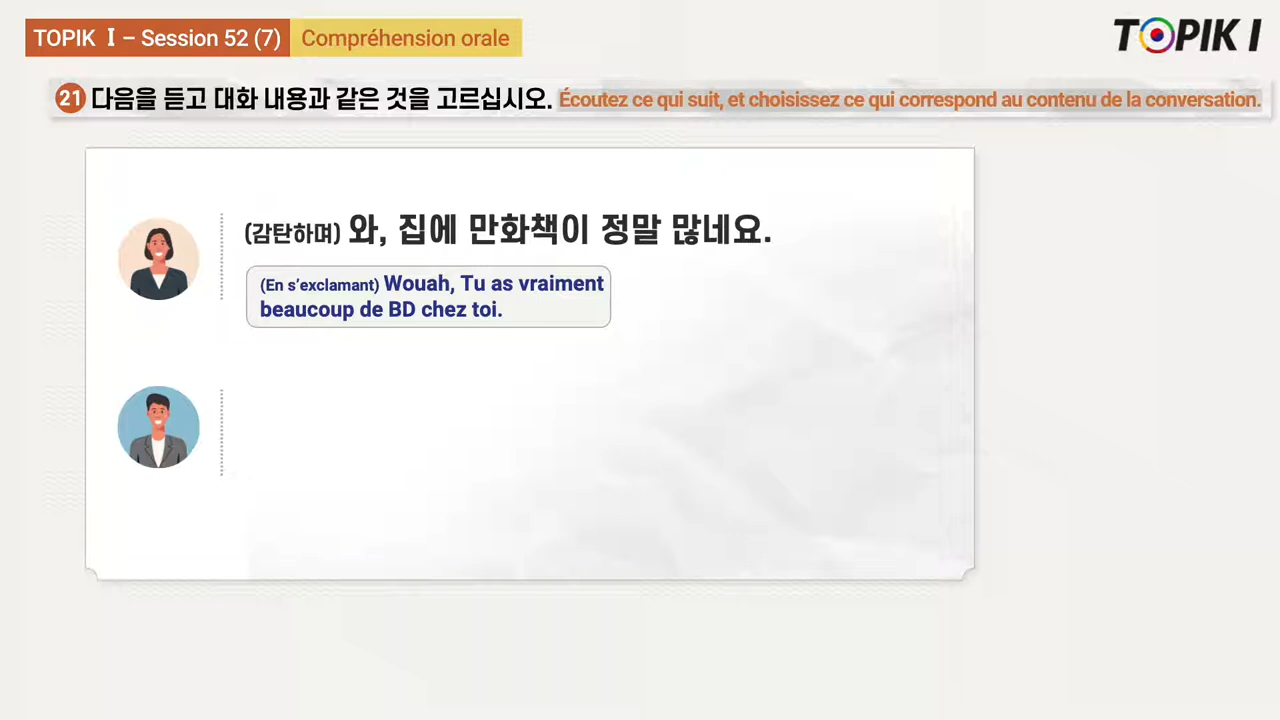 TOPIK Ⅰ – Session 52 (7) Compréhension orale
TOPIK I
21 다음을 듣고 대화 내용과 같은 것을 고르십시오. Écoutez ce qui suit, et choisissez ce qui correspond au contenu de la conversation.
(감탄하며) 와, 집에 만화책이 정말 많네요.
(En s’exclamant) Wouah, Tu as vraiment
beaucoup de BD chez toi.